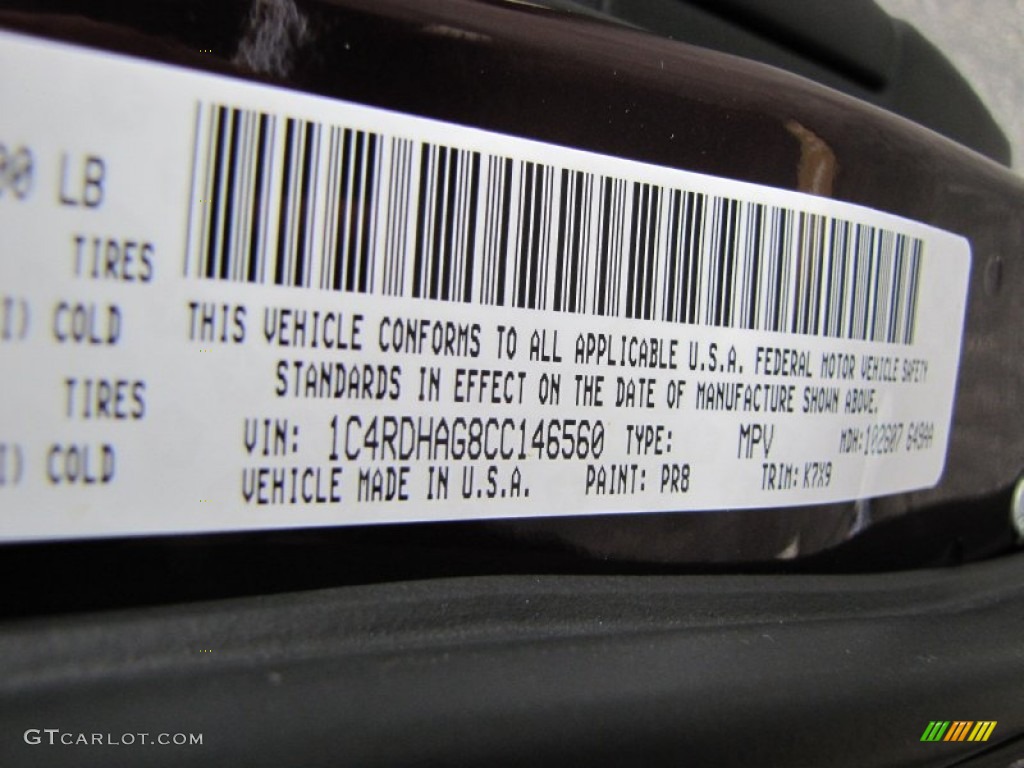 LB
TIRES
COLD
TIRES
COLD
THIS VEHICLE CONFORMS TO ALL APPLICABLE U.S.A. FEDERAL MOTOR VEHICLE SAFETY
STANDARDS IN EFFECT ON THE DATE OF MANUFACTURE SHOWN ABOVE.
VIN: 1C4RDHAG8CC146560 TYPE: MPV MDH: 102607
VEHICLE MADE IN U.S.A. PAINT: PR8 TRIM: K7X9
GTCARLOT.COM